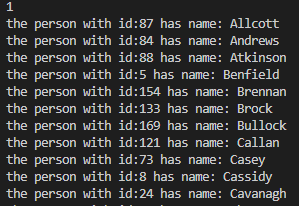 1
the person with id:87 has name: Allcott
the person with id:84 has name: Andrews
the person with id:88 has name: Atkinson
the person with id:5 has name: Benfield
the person with id:154 has name: Brennan
the person with id:133 has name: Brock
the person with id:169 has name: Bullock
the person with id:121 has name: Callan
the person with id:73 has name: Casey
the person with id:8 has name: Cassidy
the person with id:24 has name: Cavanagh